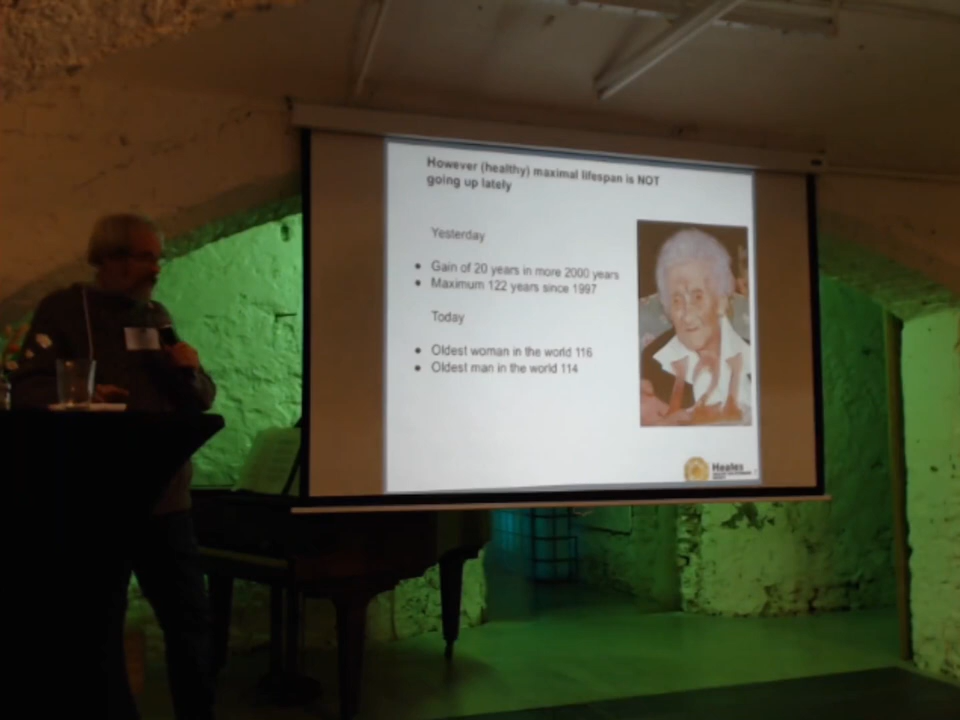 However (healthy) maximal lifespan is NOT
going up lately
Yesterday
• Gain of 20 years in more 2000 years
• Maximum 122 years since 1997
Today
• Oldest woman in the world 116
• Oldest man in the world 114
121
Heales